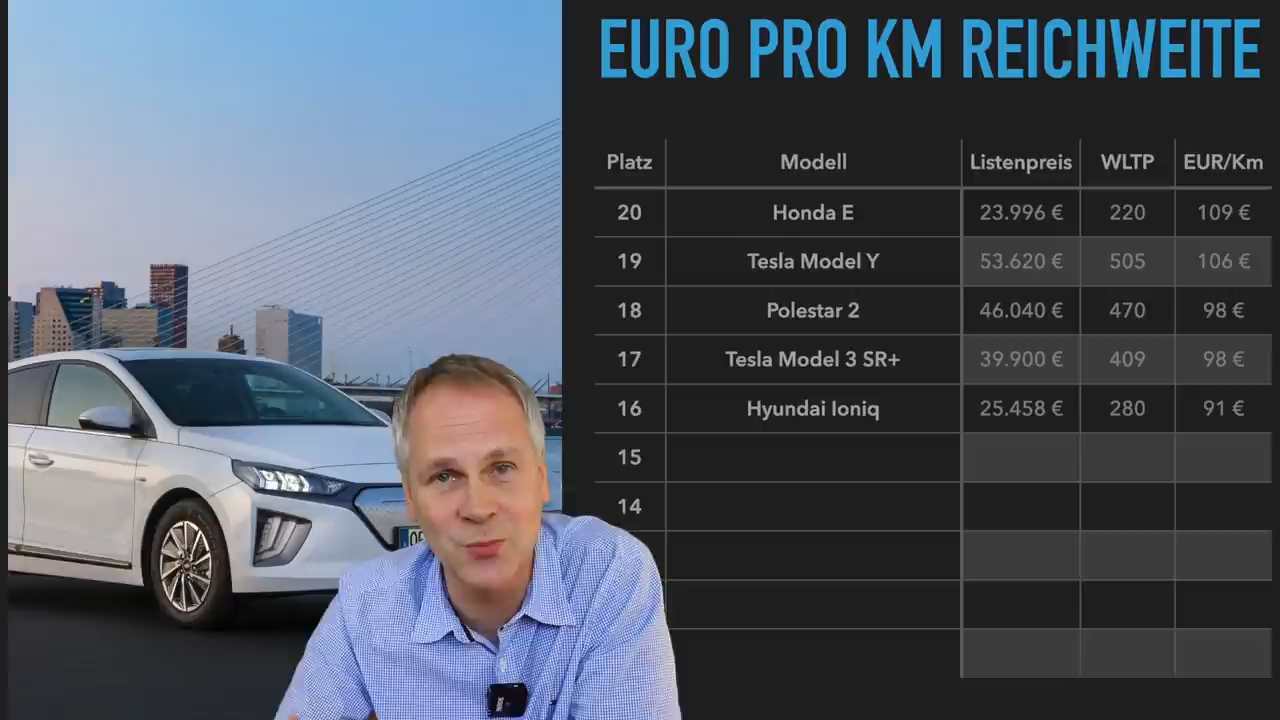 EURO PRO KM REICHWEITE
Platz Modell Listenpreis WLTP EUR/Km
20 Honda E 23.996 € 220 109 €
19 Tesla Model Y 53.620 € 505 106 €
18 Polestar 2 46.040 € 470 98 €
17 Tesla Model 3 SR+ 39.900 € 409 98 €
16 Hyundai Ioniq 25.458 € 280 91 €
15
14